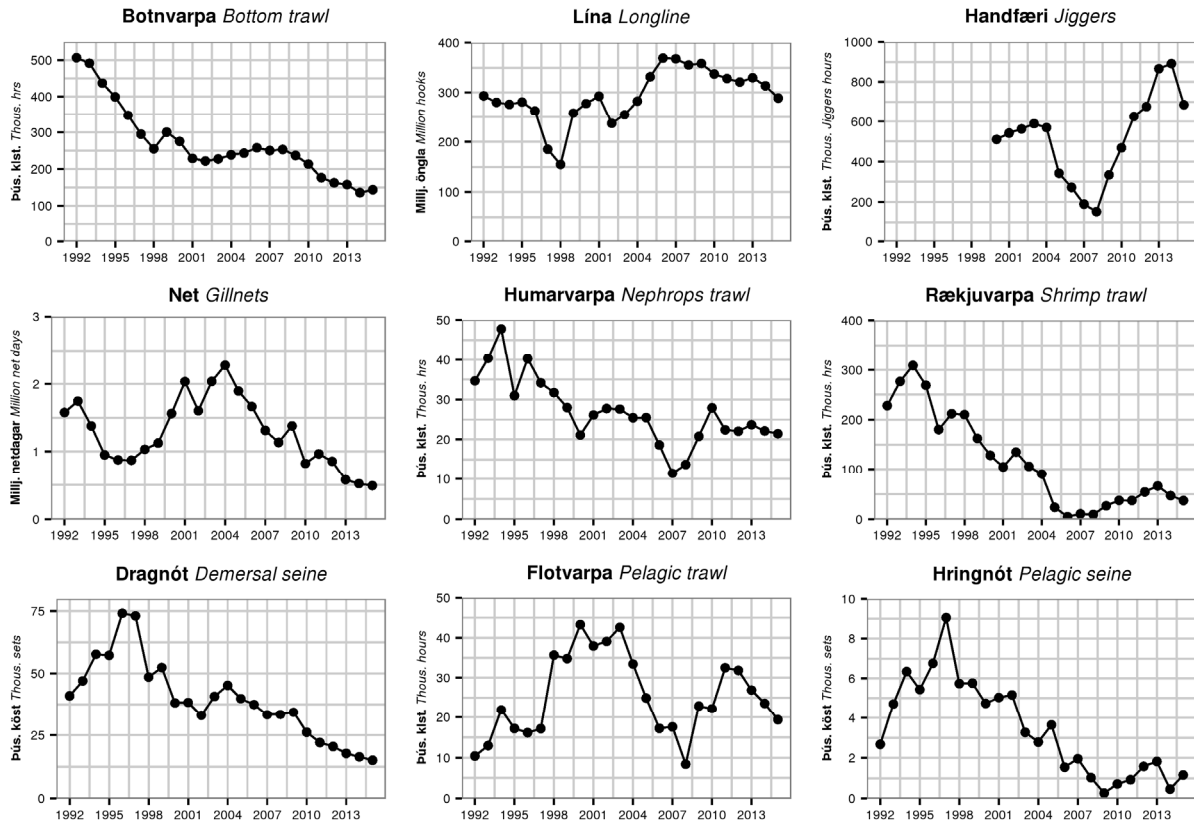 Botnvarpa Bottom trawl
Þús. klst. Thous. hrs
500
400
300
200
100
0
1992 1995 1998 2001 2004 2007 2010 2013
Lína Longline
Millj. öngla Million hooks
400
300
200
100
0
1992 1995 1998 2001 2004 2007 2010 2013
Handfæri Jiggers
Þús. klst. Thous. Jiggers hours
1000
800
600
400
200
0
1992 1995 1998 2001 2004 2007 2010 2013
Net Gillnets
Millj. netdagar Million net days
3
2
1
0
1992 1995 1998 2001 2004 2007 2010 2013
Humarvarpa Nephrops trawl
Þús. klst. Thous. hrs
50
40
30
20
10
0
1992 1995 1998 2001 2004 2007 2010 2013
Rækjuvarpa Shrimp trawl
Þús. klst. Thous. hrs
400
300
200
100
0
1992 1995 1998 2001 2004 2007 2010 2013
Dragnót Demersal seine
Þús. köst Thous. sets
75
50
25
0
1992 1995 1998 2001 2004 2007 2010 2013
Flotvarpa Pelagic trawl
Þús. klst. Thous. hours
50
40
30
20
10
0
1992 1995 1998 2001 2004 2007 2010 2013
Hringnót Pelagic seine
Þús. köst Thous. sets
10
8
6
4
2
0
1992 1995 1998 2001 2004 2007 2010 2013